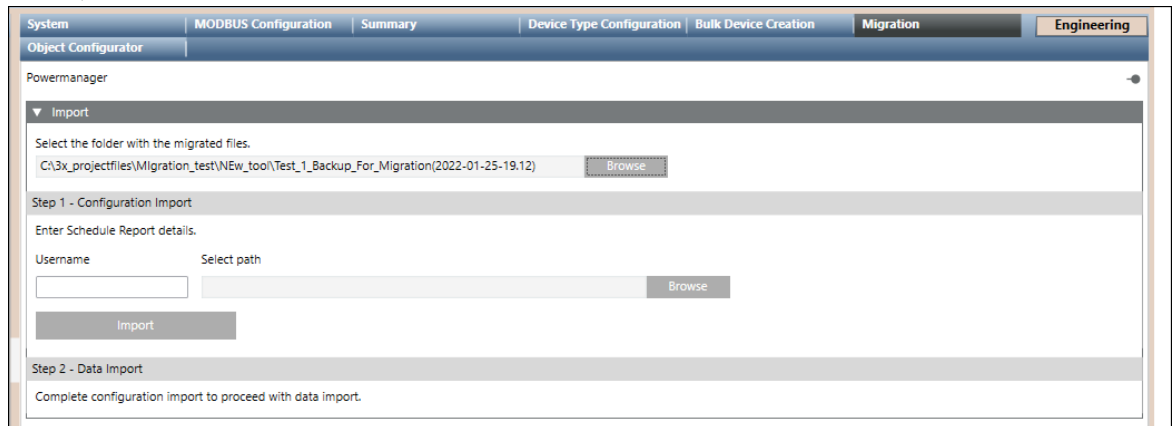 System MODBUS Configuration Summary Device Type Configuration Bulk Device Creation Migration Engineering
Object Configurator
Powermanager
Import
Select the folder with the migrated files.
C:\3x_projectfiles\MIgration_test\NEw_tool\Test_1_Backup_For_Migration(2022-01-25-19.12) Browse
Step 1 - Configuration Import
Enter Schedule Report details.
Username Select path
Browse
Import
Step 2 - Data Import
Complete configuration import to proceed with data import.